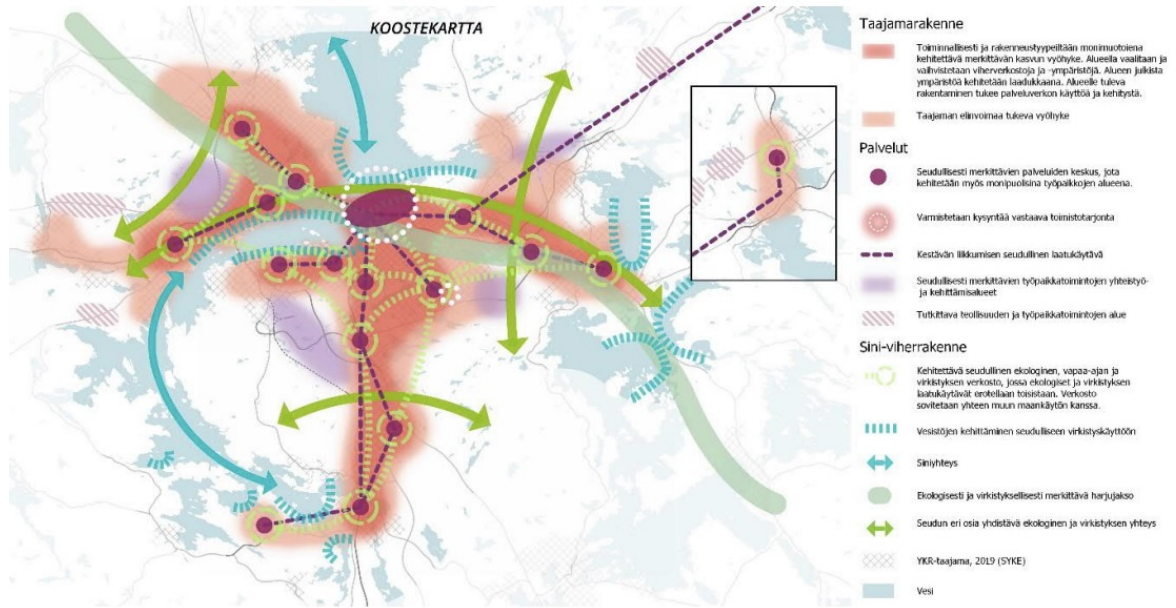 KOOSTEKARTTA
Taajamarakenne
Toiminnallisesti ja rakennustyypeiltään monimuotoiena
kehitettävä merkittävän kasvun vyöhyke. Alueella vaalitaan ja
vahvistetaan viherverkostoja ja -ympäristöjä. Alueen julkista
ympäristöä kehitetään laadukkaana. Alueelle tuleva
rakentaminen tukee palveluverkon käyttöä ja kehitystä.
Taajaman elinvoimaa tukeva vyöhyke
Palvelut
Seudullisesti merkittävien palveluiden keskus, jota
kehitetään myös monipuolisina työpaikkojen alueena.
Varmistetaan kysyntää vastaava toimistotarjonta
Kestävän liikkumisen seudullinen laatukäytävä
Seudullisesti merkittävien työpaikkatoimintojen yhteistyö-
ja kehittämisalueet
Tutkittava teollisuuden ja työpaikkatoimintojen alue
Sini-viherrakenne
Kehitettävä seudullinen ekologinen, vapaa-ajan ja
virkistyksen verkosto, jossa ekologiset ja virkistyksen
laatukäytävät erotellaan toisistaan. Verkosto
sovitetaan yhteen muun maankäytön kanssa.
Vesistöjen kehittäminen seudulliseen virkistyskäyttöön
Siniyhteys
Ekologisesti ja virkistyksellisesti merkittävä harjujakso
Seudun eri osia yhdistävä ekologinen ja virkistyksen yhteys
YKR-taajama, 2019 (SYKE)
Vesi